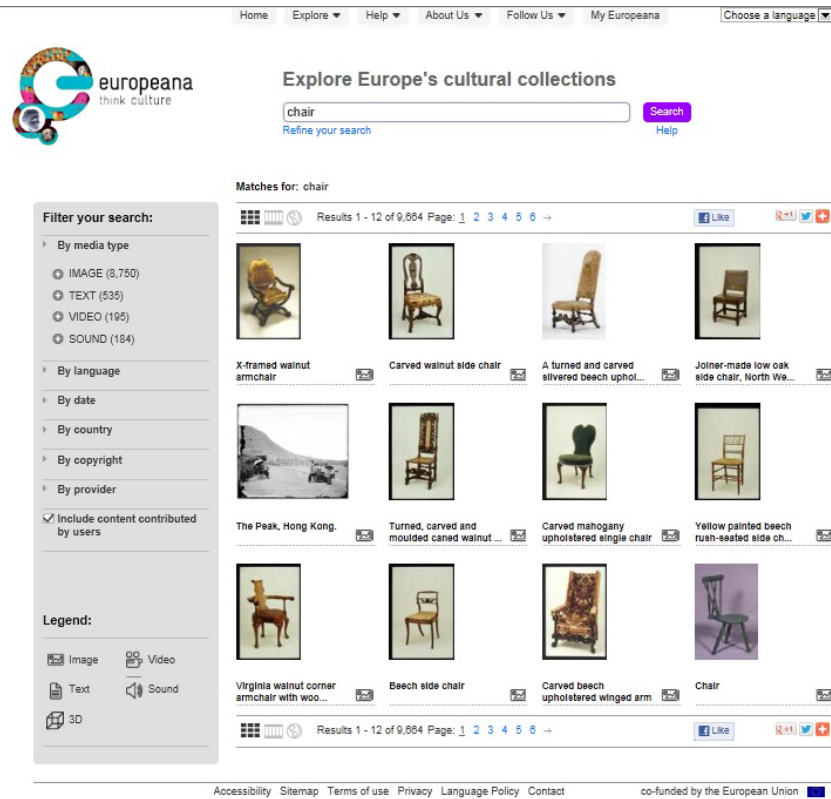 Home Explore Help About Us Follow Us My Europeana Choose a language
europeana
think culture
Explore Europe's cultural collections
chair Search
Refine your search Help
Matches for: chair
Filter your search:
Results 1 - 12 of 9,664 Page: 1 2 3 4 5 6 → Like +1
By media type
IMAGE (8,750)
TEXT (535)
VIDEO (195)
SOUND (184)
By language
By date
By country
By copyright
By provider
Include content contributed
by users
X-framed walnut
armchair
Carved walnut side chair
A turned and carved
silvered beech uphol...
Joiner-made low oak
side chair, North We...
The Peak, Hong Kong.
Turned, carved and
moulded caned walnut ...
Carved mahogany
upholstered single chair
Yellow painted beech
rush-seated side ch...
Virginia walnut corner
armchair with woo...
Beech side chair
Carved beech
upholstered winged arm
Chair
Legend:
Image Video
Text Sound
3D
Results 1 - 12 of 9,664 Page: 1 2 3 4 5 6 → Like +1
Accessibility Sitemap Terms of use Privacy Language Policy Contact co-funded by the European Union